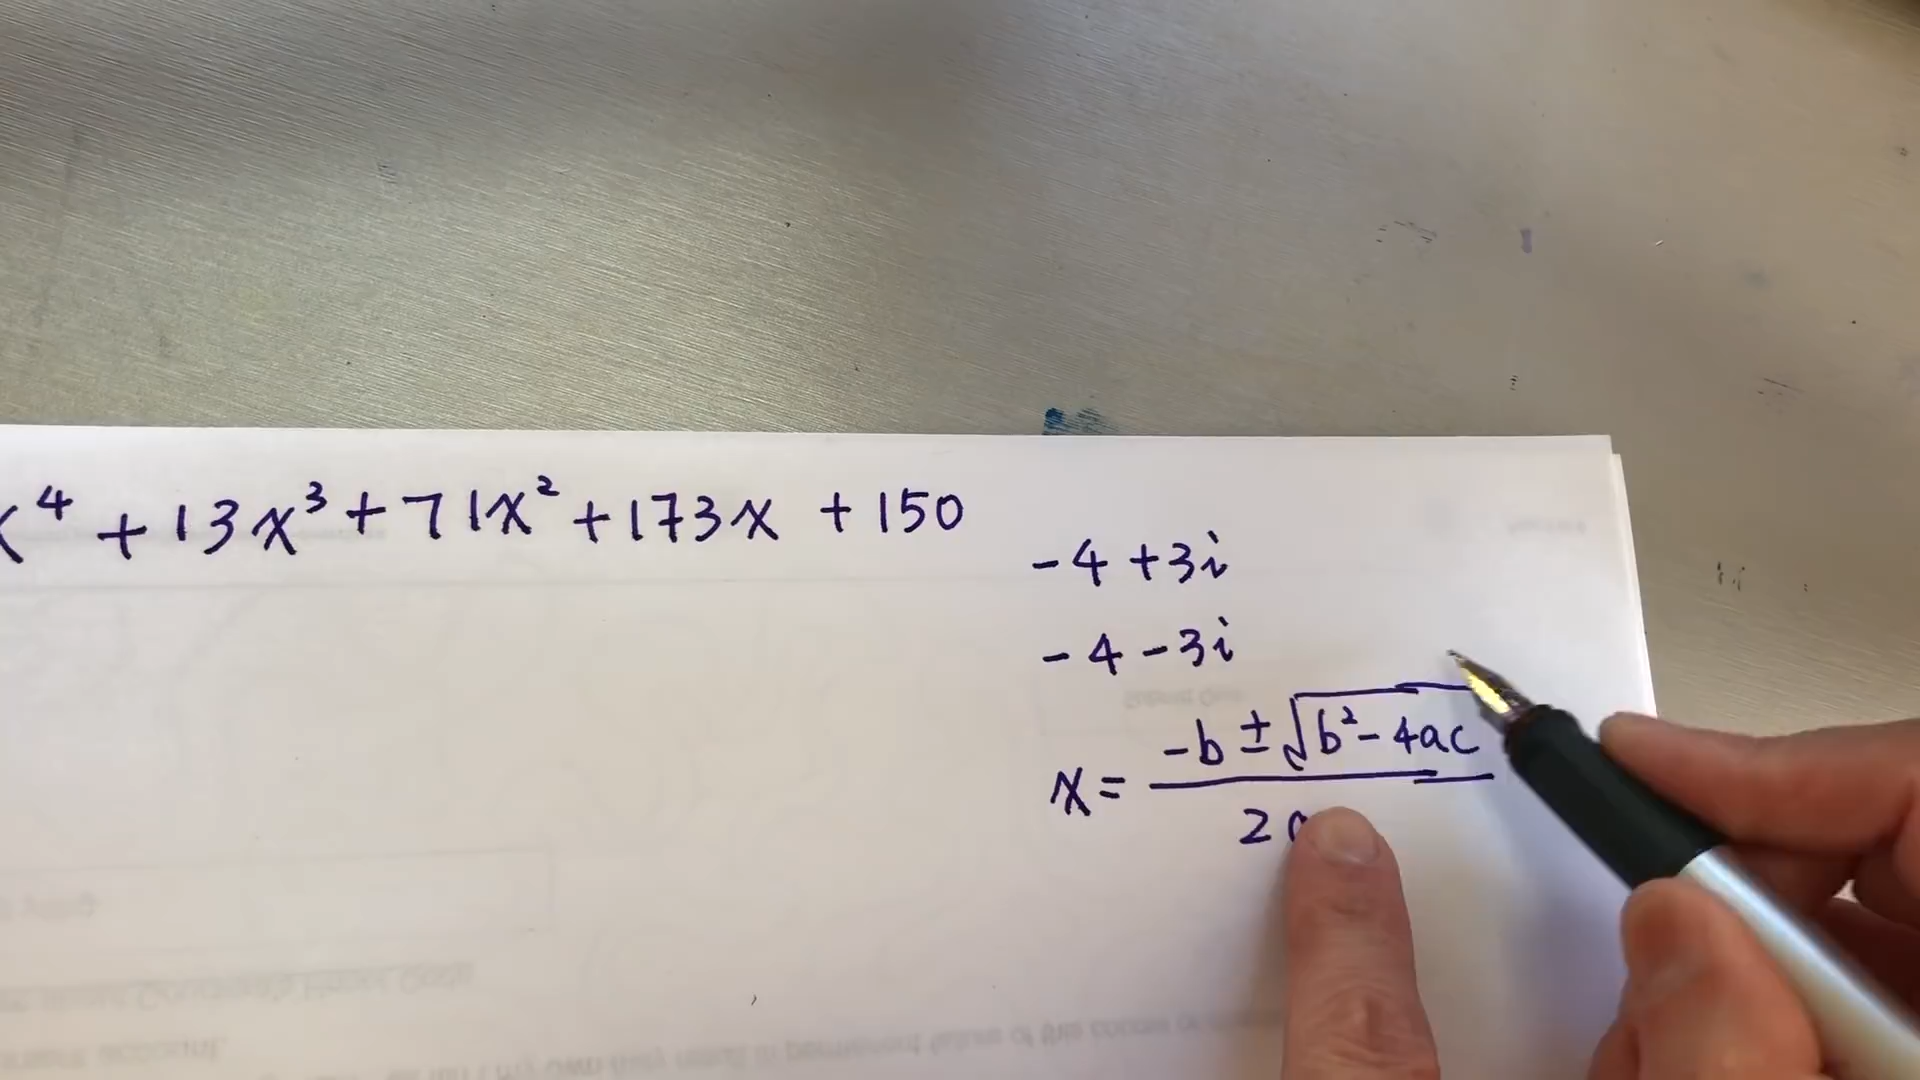 x⁴ + 13x³ + 71x² + 173x + 150
-4 + 3i
-4 - 3i
x = (-b ± √(b² - 4ac)) / 2a